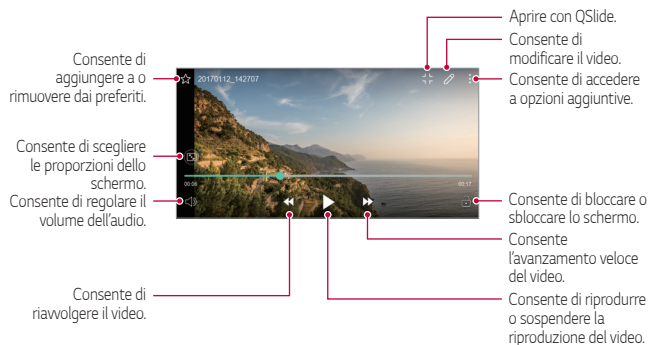 Aprire con QSlide.
Consente di
modificare il video.
Consente di accedere
a opzioni aggiuntive.
Consente di
aggiungere a o
rimuovere dai preferiti.
20170112_142707
Consente di scegliere
le proporzioni dello
schermo.
00:06
00:17
Consente di regolare il
volume dell'audio.
Consente di bloccare o
sbloccare lo schermo.
Consente
l'avanzamento veloce
del video.
Consente di
riavvolgere il video.
Consente di riprodurre
o sospendere la
riproduzione del video.